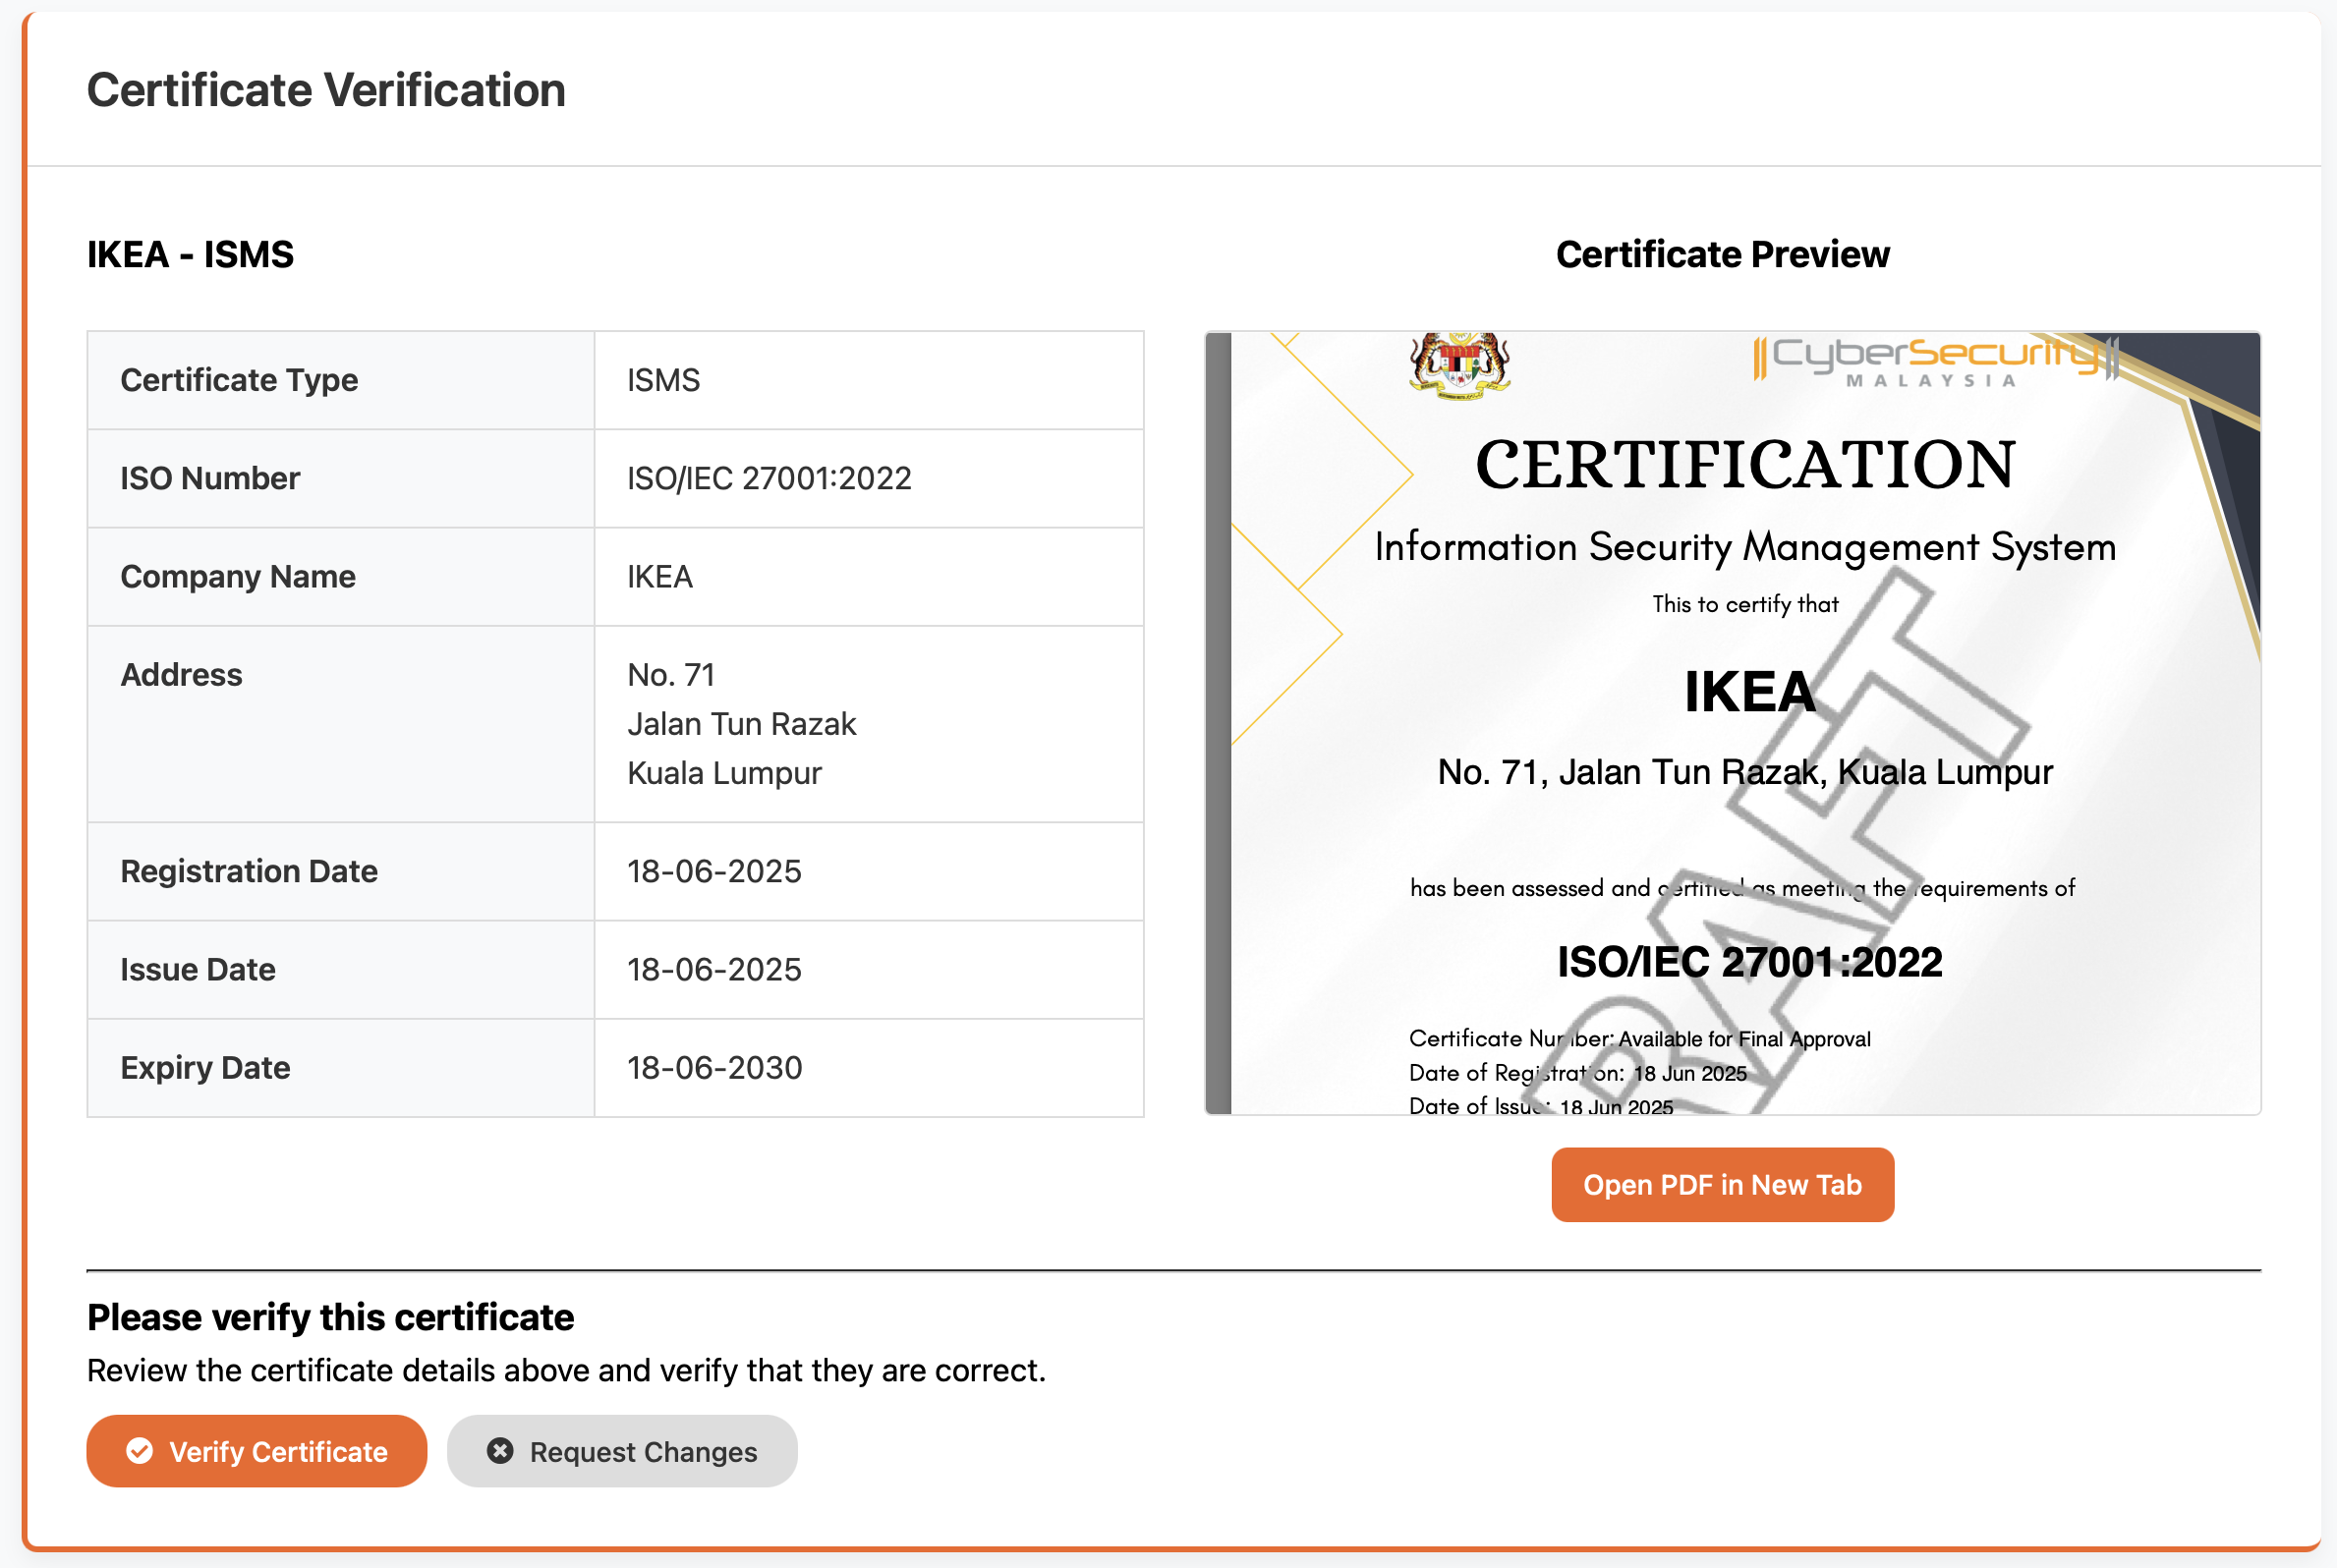 Certificate Verification
IKEA - ISMS
Certificate Type ISMS
ISO Number ISO/IEC 27001:2022
Company Name IKEA
Address No. 71
Jalan Tun Razak
Kuala Lumpur
Registration Date 18-06-2025
Issue Date 18-06-2025
Expiry Date 18-06-2030
Certificate Preview
CyberSecurity
MALAYSIA
CERTIFICATION
Information Security Management System
This to certify that
IKEA
No. 71, Jalan Tun Razak, Kuala Lumpur
has been assessed and certified as meeting the requirements of
ISO/IEC 27001:2022
Certificate Number: Available for Final Approval
Date of Registration: 18 Jun 2025
Date of Issue: 18 Jun 2025
RAFT
Open PDF in New Tab
Please verify this certificate
Review the certificate details above and verify that they are correct.
Verify Certificate
Request Changes